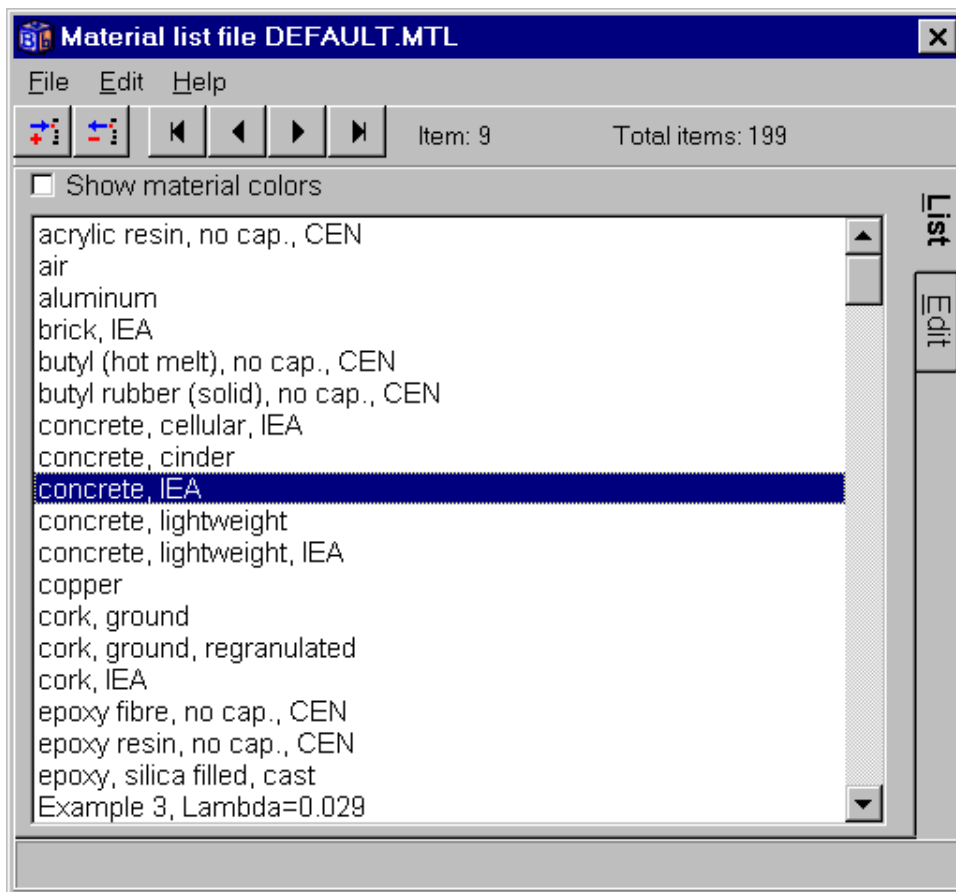 Material list file DEFAULT.MTL
File Edit Help
Item: 9 Total items: 199
Show material colors
List
Edit
acrylic resin, no cap., CEN
air
aluminum
brick, IEA
butyl (hot melt), no cap., CEN
butyl rubber (solid), no cap., CEN
concrete, cellular, IEA
concrete, cinder
concrete, IEA
concrete, lightweight
concrete, lightweight, IEA
copper
cork, ground
cork, ground, regranulated
cork, IEA
epoxy fibre, no cap., CEN
epoxy resin, no cap., CEN
epoxy, silica filled, cast
Example 3, Lambda=0.029